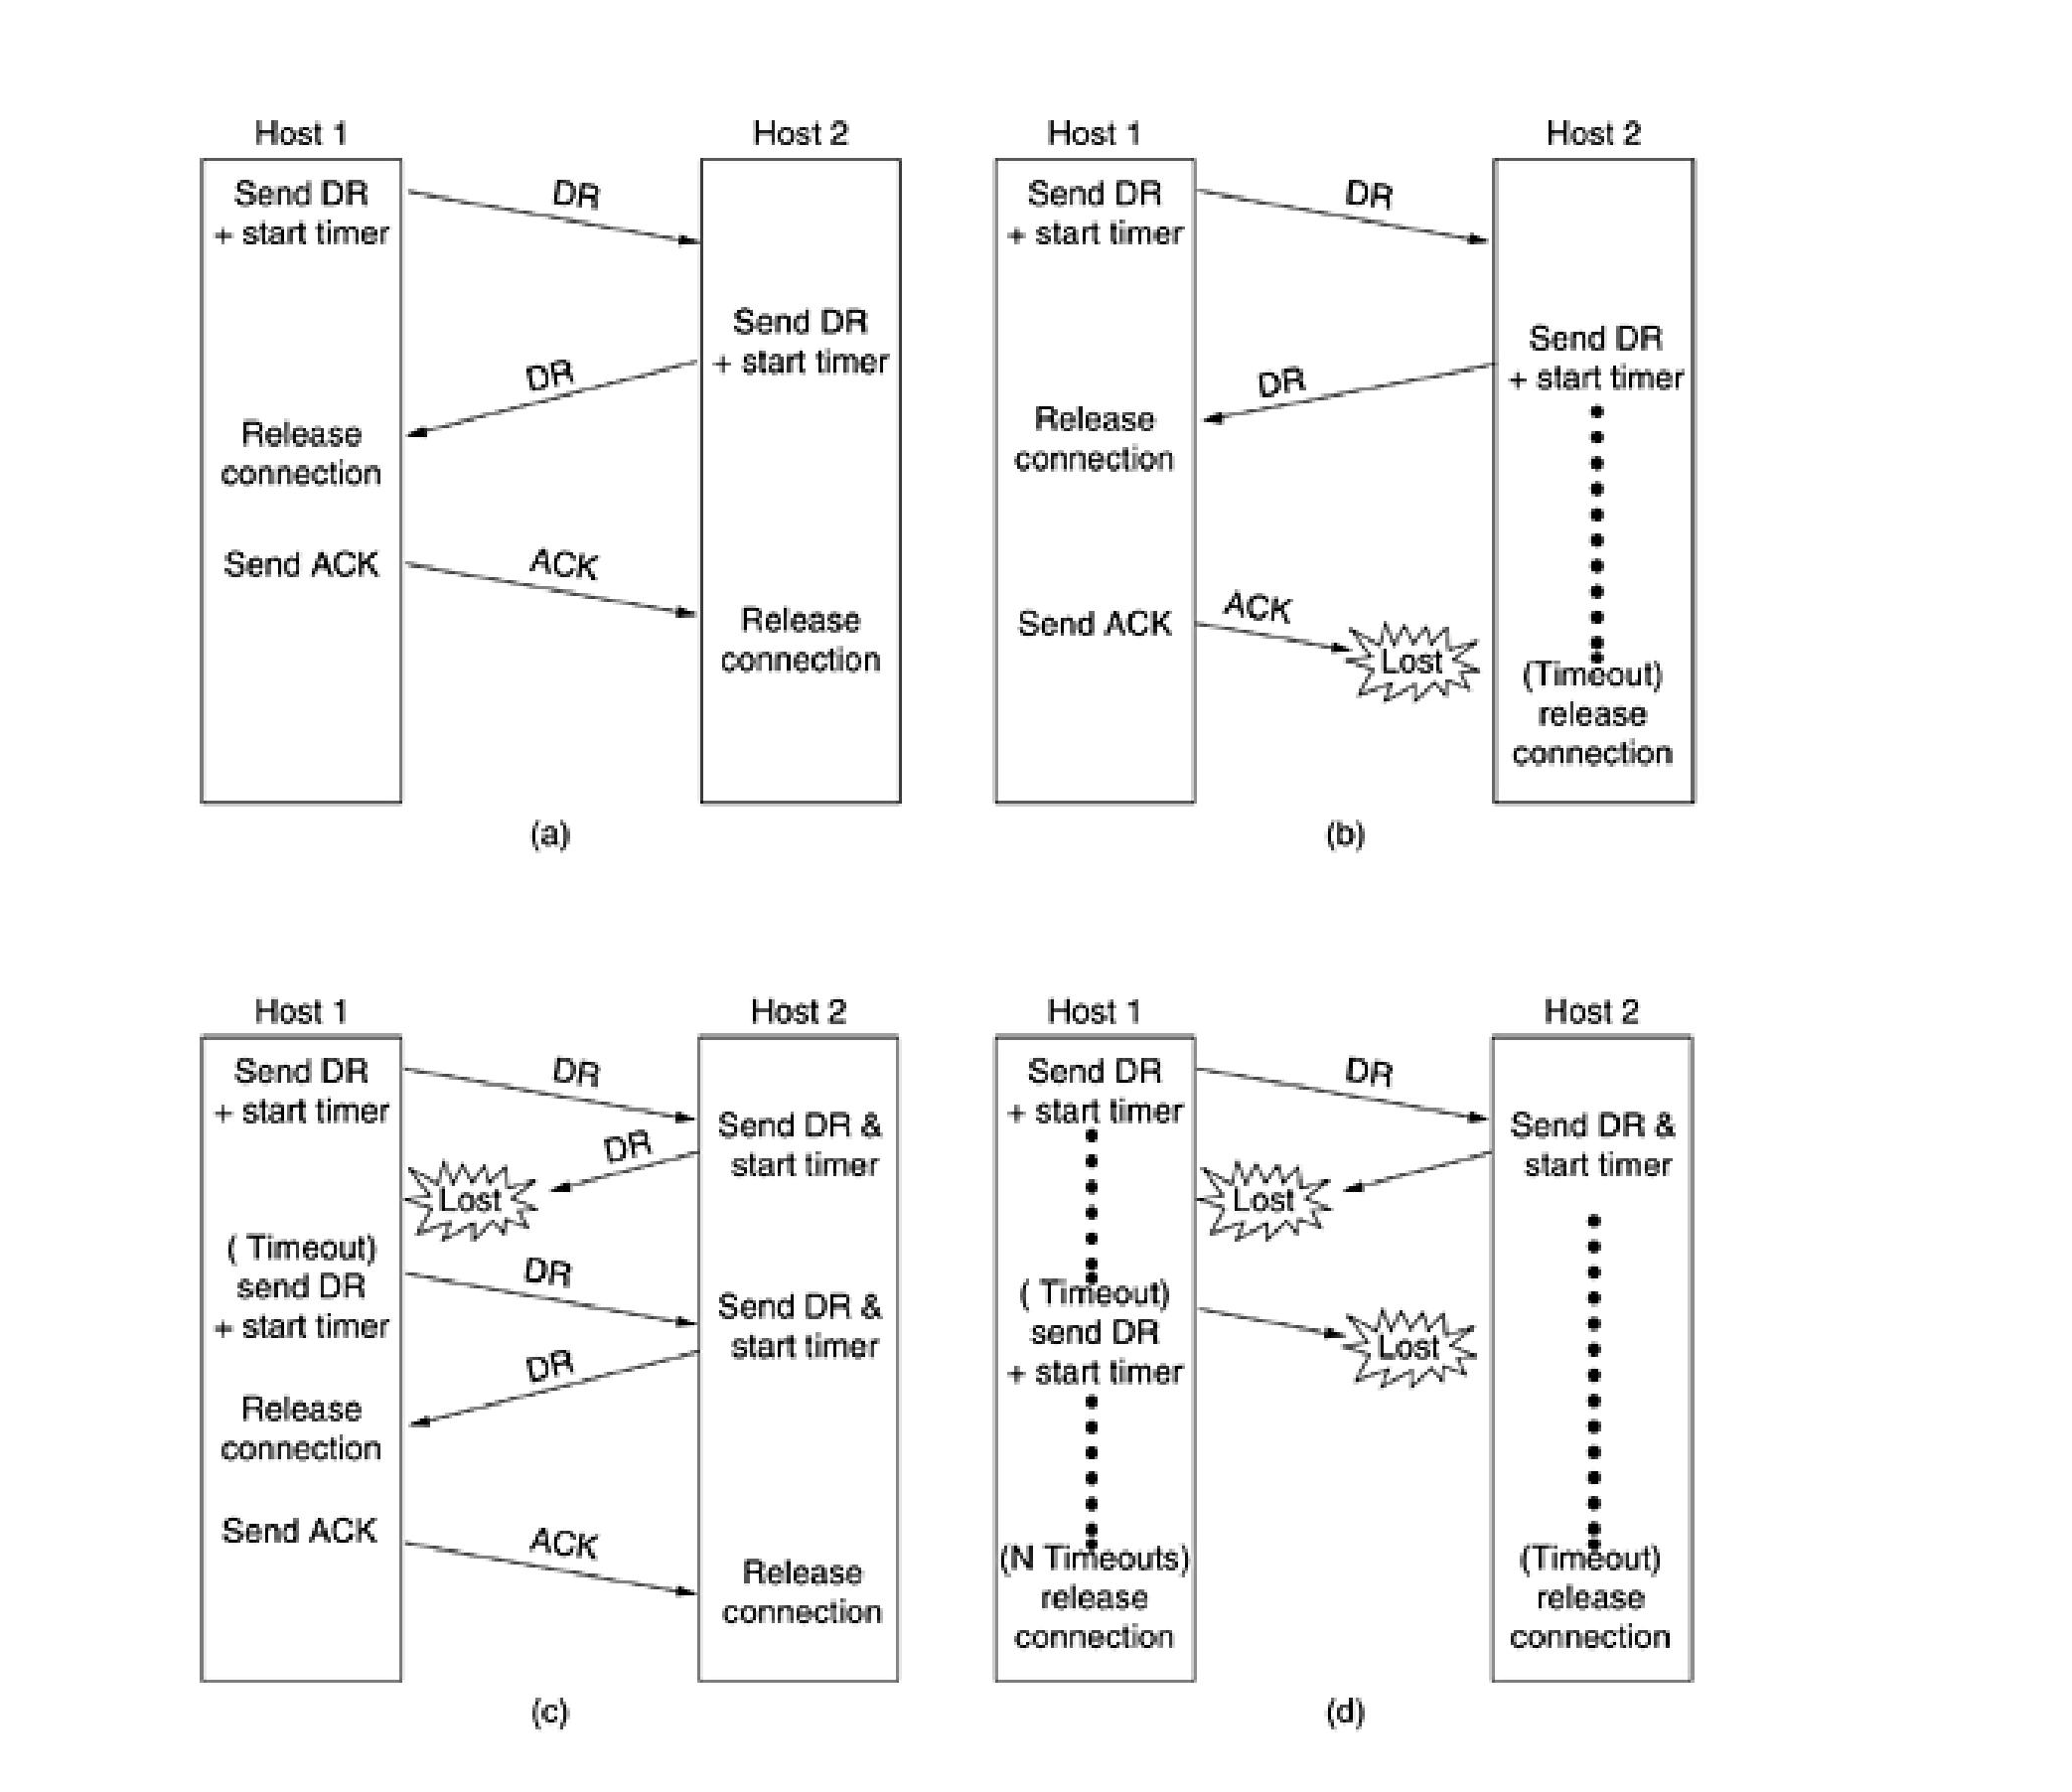 Host 1
Host 2
Send DR
+ start timer
DR
Send DR
+ start timer
DR
Release
connection
Send ACK
ACK
Release
connection
(a)
Host 1
Host 2
Send DR
+ start timer
DR
Send DR
+ start timer
DR
Release
connection
Send ACK
ACK
Lost
(Timeout)
release
connection
(b)
Host 1
Host 2
Send DR
+ start timer
DR
Send DR &
start timer
DR
Lost
( Timeout)
send DR
+ start timer
DR
Send DR &
start timer
DR
Release
connection
Send ACK
ACK
Release
connection
(c)
Host 1
Host 2
Send DR
+ start timer
DR
Send DR &
start timer
Lost
( Timeout)
send DR
+ start timer
Lost
(N Timeouts)
release
connection
(Timeout)
release
connection
(d)